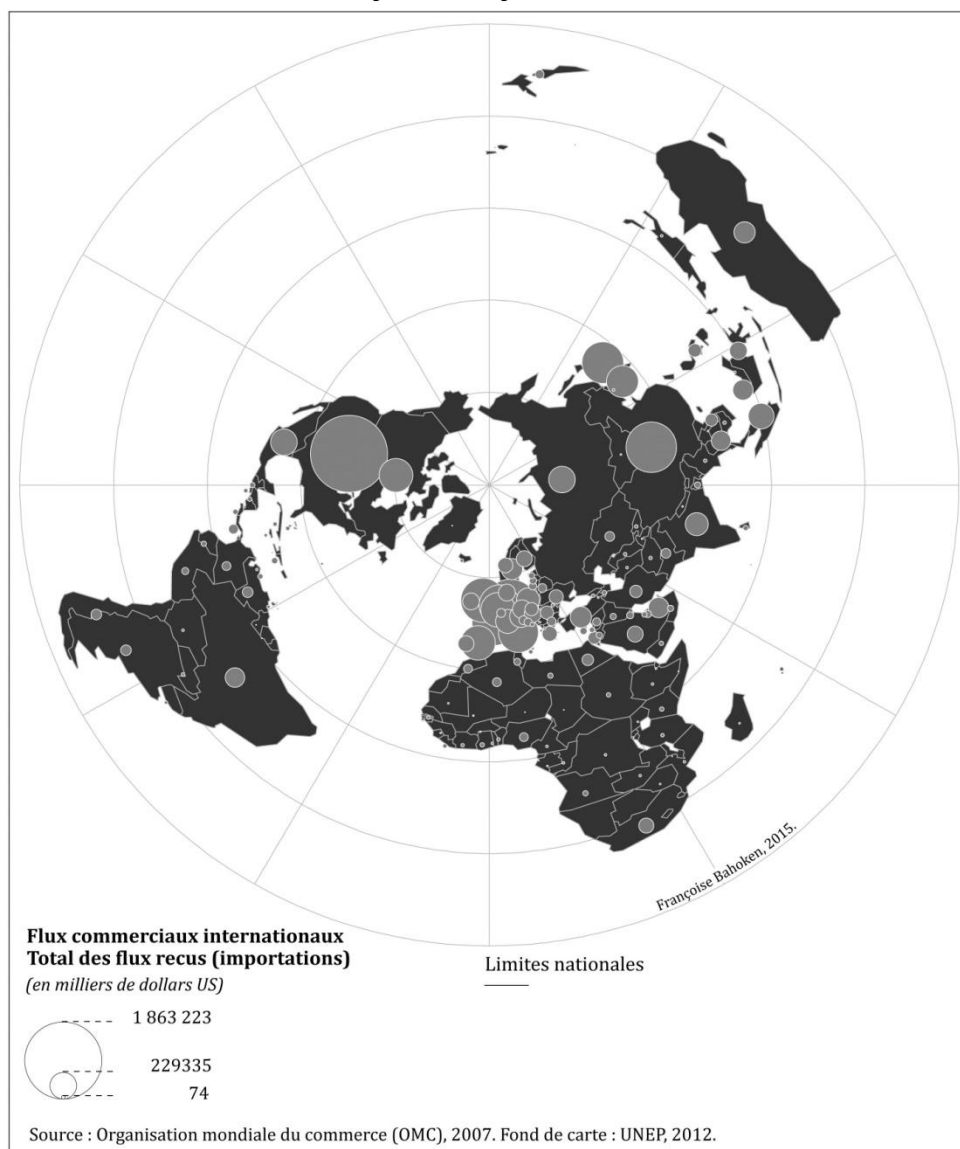 Françoise Bahoken, 2015.
Flux commerciaux internationaux
Total des flux recus (importations)
(en milliers de dollars US)
Limites nationales
1 863 223
229335
74
Source : Organisation mondiale du commerce (OMC), 2007. Fond de carte : UNEP, 2012.